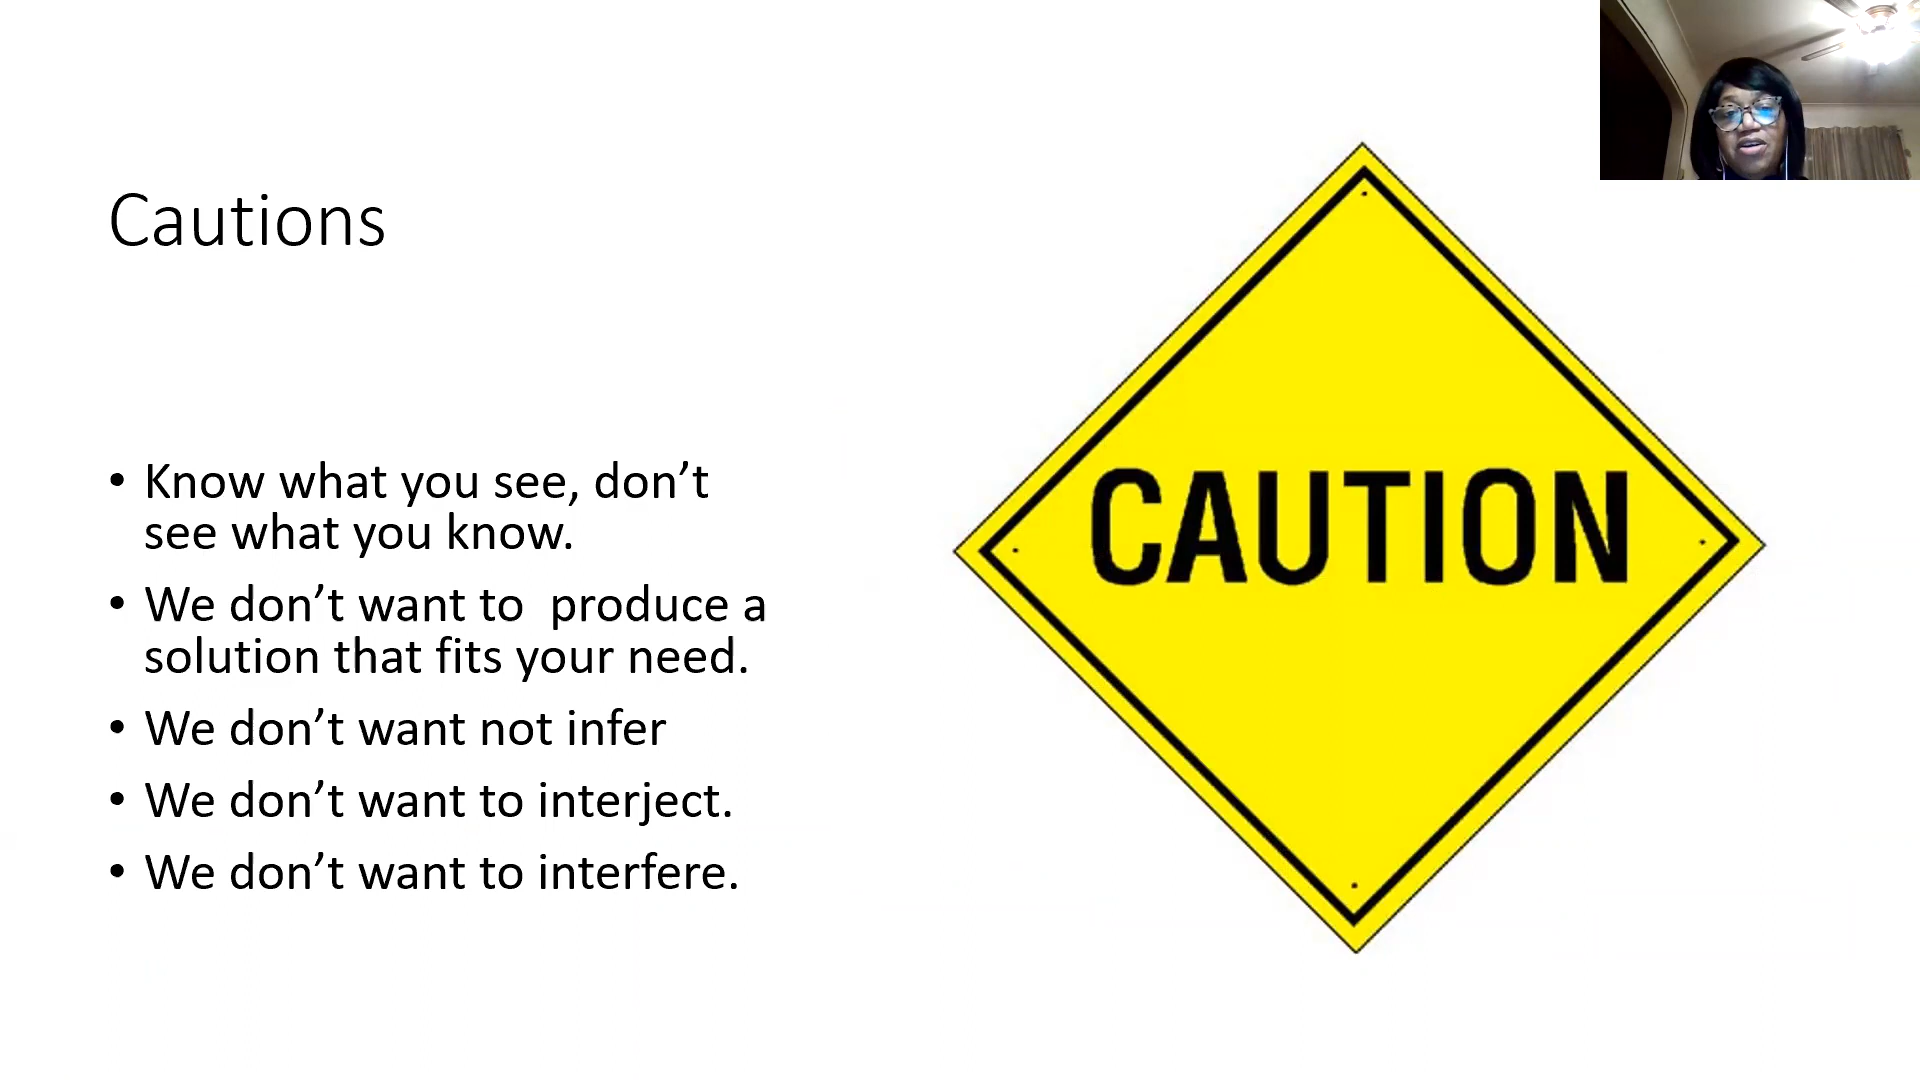 Cautions
• Know what you see, don’t
see what you know.
• We don’t want to  produce a
solution that fits your need.
• We don’t want not infer
• We don’t want to interject.
• We don’t want to interfere.
CAUTION